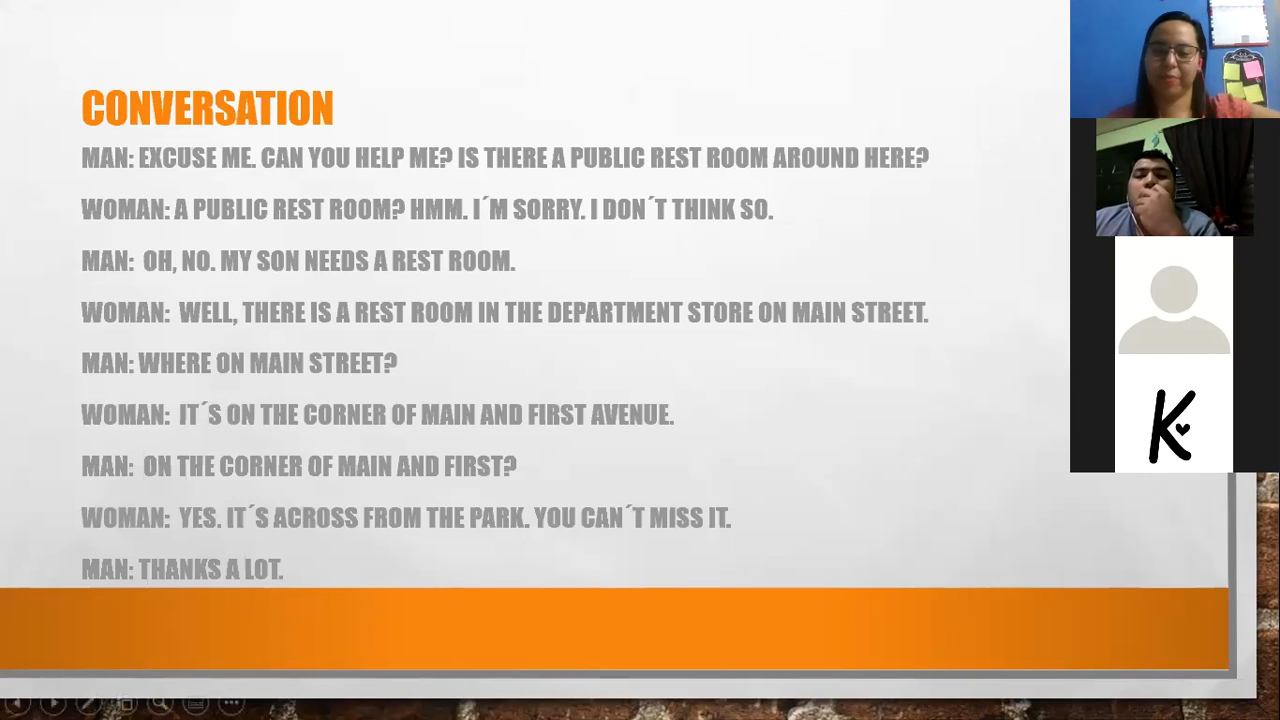 CONVERSATION
MAN: EXCUSE ME. CAN YOU HELP ME? IS THERE A PUBLIC REST ROOM AROUND HERE?
WOMAN: A PUBLIC REST ROOM? HMM. I´M SORRY. I DON´T THINK SO.
MAN:  OH, NO. MY SON NEEDS A REST ROOM.
WOMAN:  WELL, THERE IS A REST ROOM IN THE DEPARTMENT STORE ON MAIN STREET.
MAN: WHERE ON MAIN STREET?
WOMAN:  IT´S ON THE CORNER OF MAIN AND FIRST AVENUE.
MAN:  ON THE CORNER OF MAIN AND FIRST?
WOMAN:  YES. IT´S ACROSS FROM THE PARK. YOU CAN´T MISS IT.
MAN: THANKS A LOT.
K